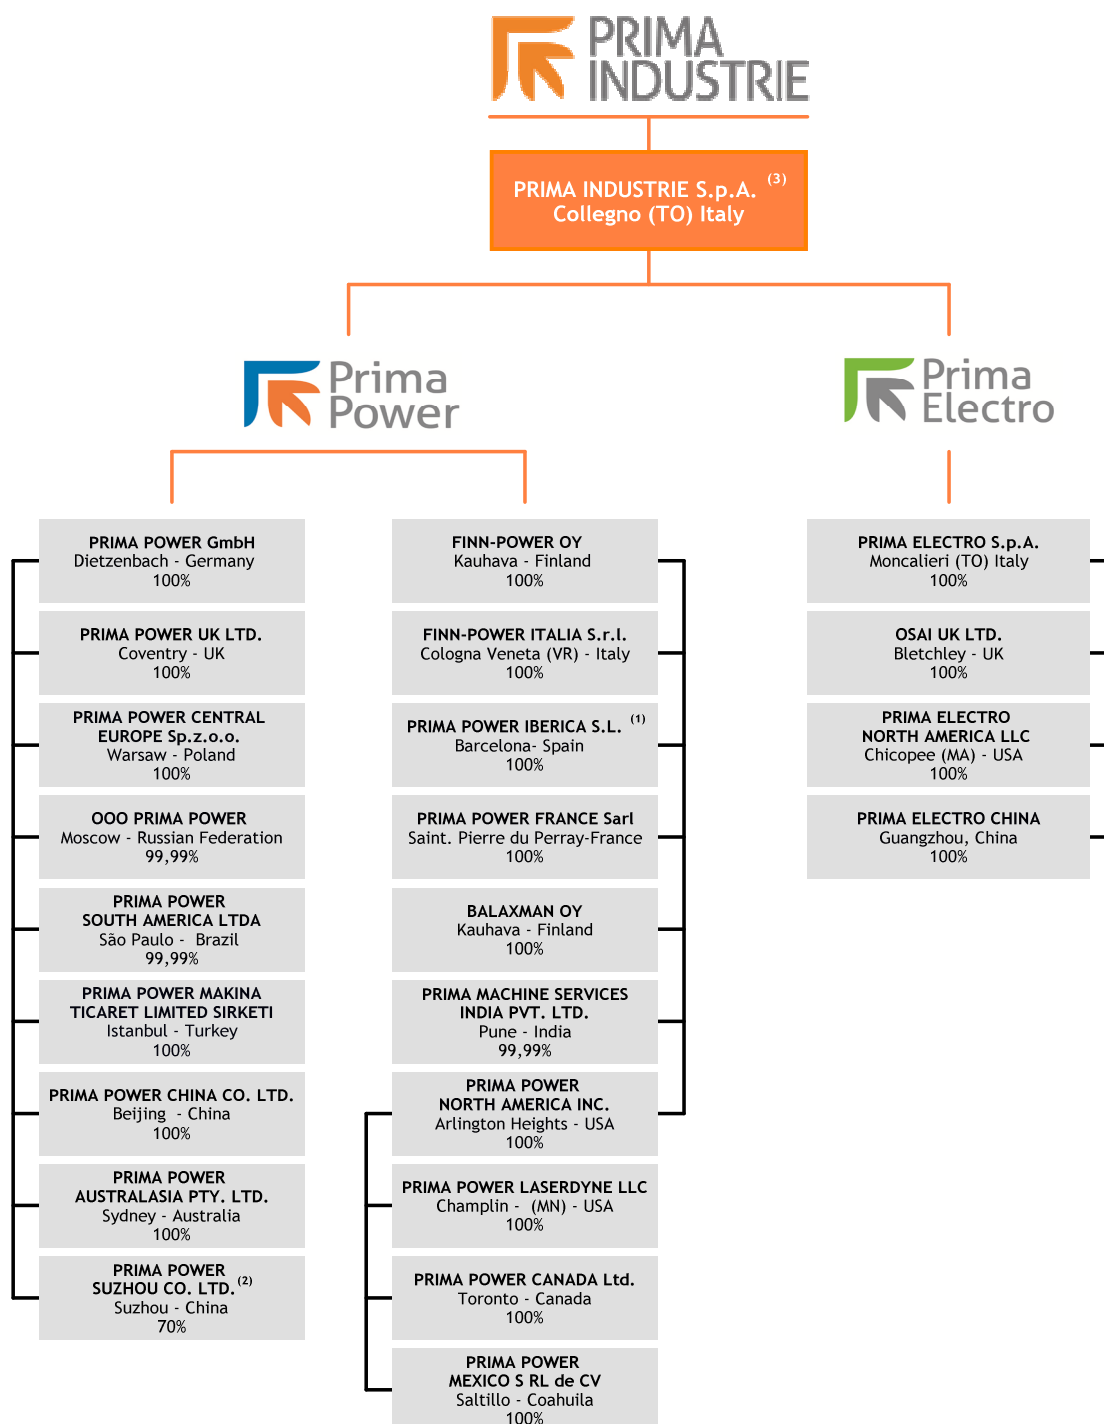 PRIMA
INDUSTRIE
PRIMA INDUSTRIE S.p.A. (3)
Collegno (TO) Italy
Prima
Power
Prima
Electro
PRIMA POWER GmbH
Dietzenbach - Germany
100%
PRIMA POWER UK LTD.
Coventry - UK
100%
PRIMA POWER CENTRAL
EUROPE Sp.z.o.o.
Warsaw - Poland
100%
OOO PRIMA POWER
Moscow - Russian Federation
99,99%
PRIMA POWER
SOUTH AMERICA LTDA
São Paulo - Brazil
99,99%
PRIMA POWER MAKINA
TICARET LIMITED SIRKETI
Istanbul - Turkey
100%
PRIMA POWER CHINA CO. LTD.
Beijing - China
100%
PRIMA POWER
AUSTRALASIA PTY. LTD.
Sydney - Australia
100%
PRIMA POWER
SUZHOU CO. LTD. (2)
Suzhou - China
70%
FINN-POWER OY
Kauhava - Finland
100%
FINN-POWER ITALIA S.r.l.
Cologna Veneta (VR) - Italy
100%
PRIMA POWER IBERICA S.L. (1)
Barcelona- Spain
100%
PRIMA POWER FRANCE Sarl
Saint. Pierre du Perray-France
100%
BALAXMAN OY
Kauhava - Finland
100%
PRIMA MACHINE SERVICES
INDIA PVT. LTD.
Pune - India
99,99%
PRIMA POWER
NORTH AMERICA INC.
Arlington Heights - USA
100%
PRIMA POWER LASERDYNE LLC
Champlin - (MN) - USA
100%
PRIMA POWER CANADA Ltd.
Toronto - Canada
100%
PRIMA POWER
MEXICO S RL de CV
Saltillo - Coahuila
100%
PRIMA ELECTRO S.p.A.
Moncalieri (TO) Italy
100%
OSAI UK LTD.
Bletchley - UK
100%
PRIMA ELECTRO
NORTH AMERICA LLC
Chicopee (MA) - USA
100%
PRIMA ELECTRO CHINA
Guangzhou, China
100%